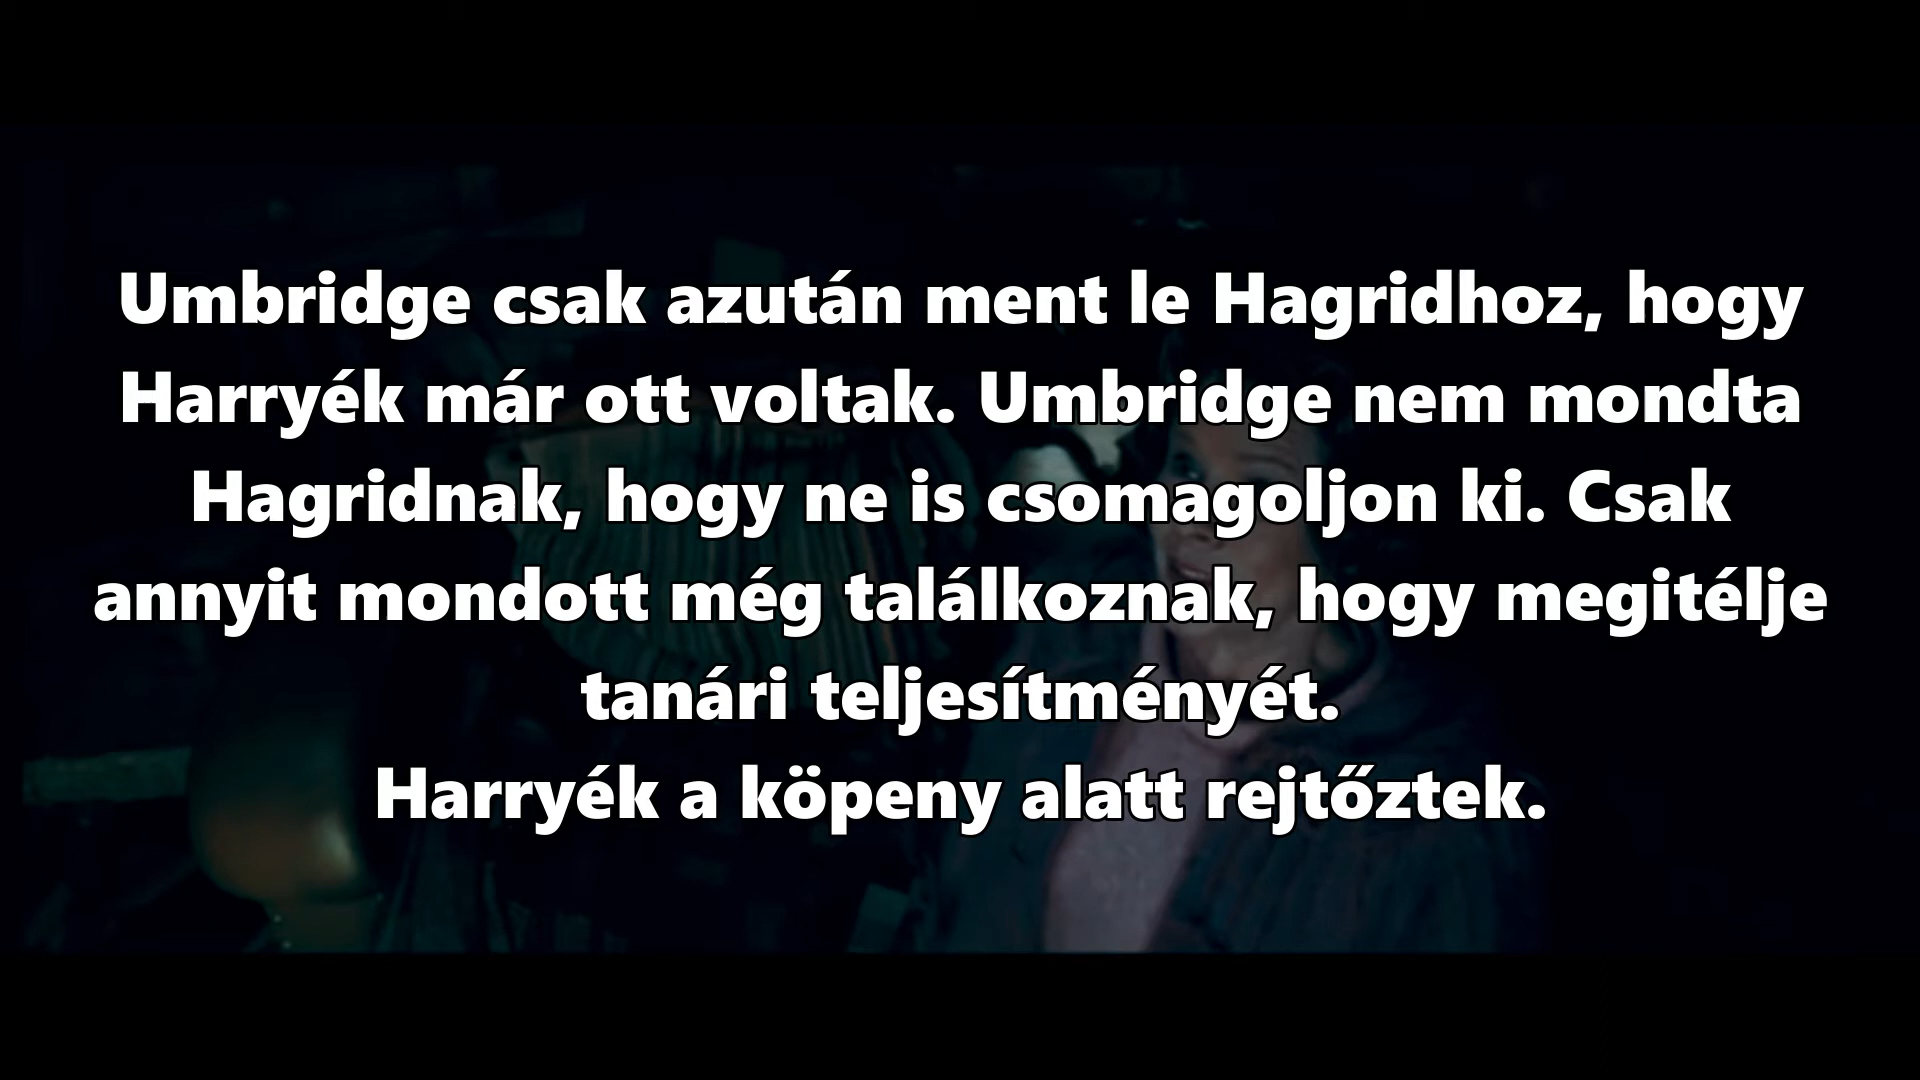 Umbridge csak azután ment le Hagridhoz, hogy
Harryék már ott voltak. Umbridge nem mondta
Hagridnak, hogy ne is csomagoljon ki. Csak
annyit mondott még találkoznak, hogy megitélje
tanári teljesítményét.
Harryék a köpeny alatt rejtőztek.